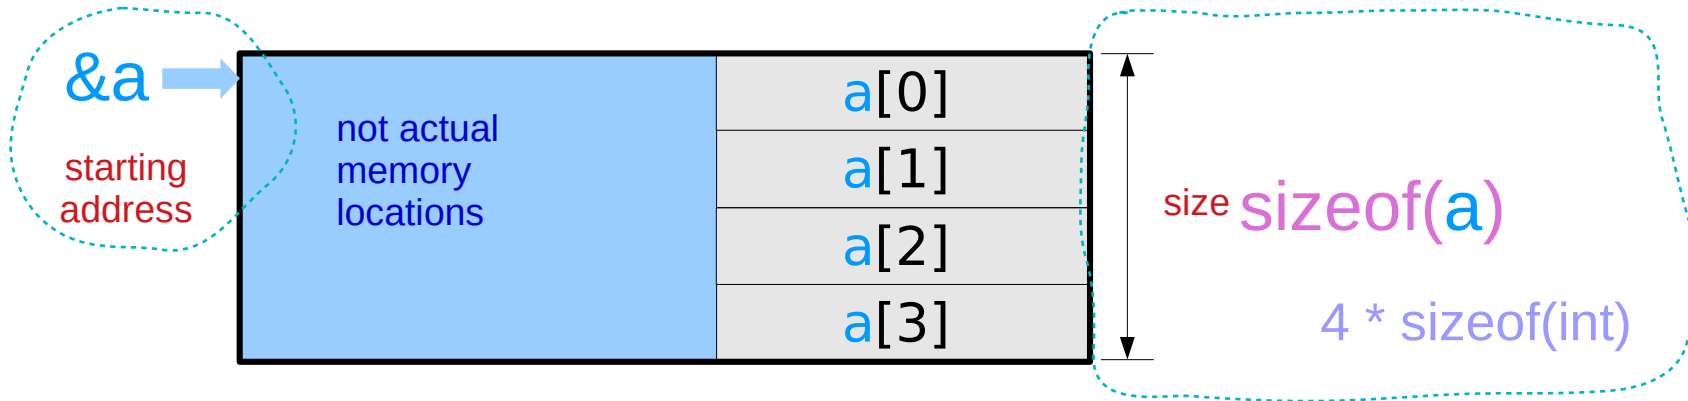 &a
starting
address
not actual
memory
locations
a[0]
a[1]
a[2]
a[3]
size sizeof(a)
4 * sizeof(int)